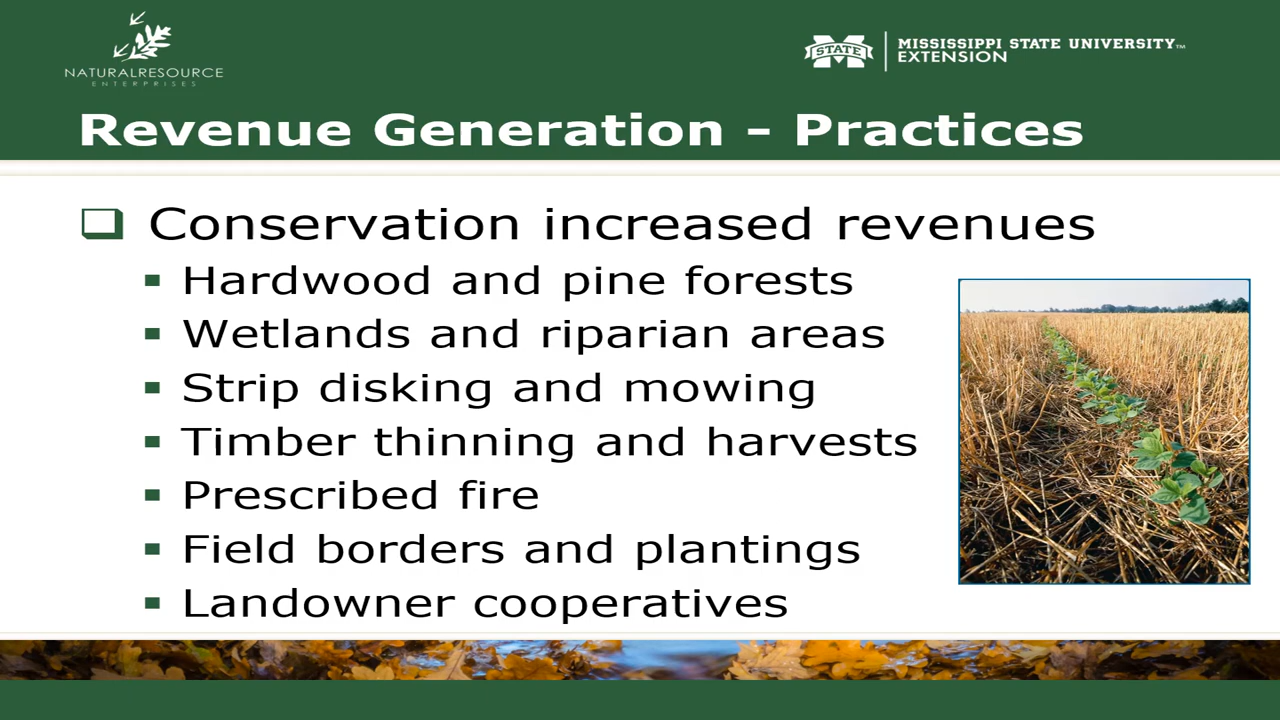 NATURALRESOURCE
ENTERPRISES
STATE
MISSISSIPPI STATE UNIVERSITY™
EXTENSION
Revenue Generation – Practices
Conservation increased revenues
Hardwood and pine forests
Wetlands and riparian areas
Strip disking and mowing
Timber thinning and harvests
Prescribed fire
Field borders and plantings
Landowner cooperatives